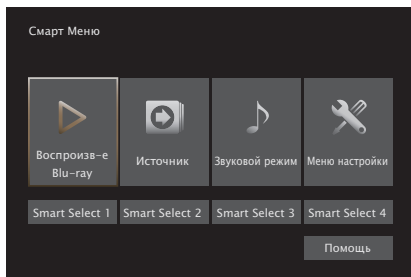 Смарт Меню
Воспроизв-е
Blu-ray
Источник
Звуковой режим
Меню настройки
Smart Select 1
Smart Select 2
Smart Select 3
Smart Select 4
Помощь